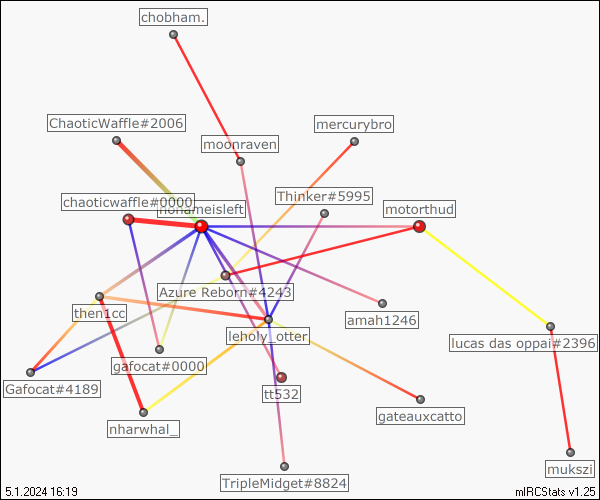 chobham.
ChaoticWaffle#2006
mercurybro
moonraven
Thinker#5995
chaoticwaffle#0000
nonameisleft
motorthud
Azure Reborn#4243
then1cc
amah1246
leholy_otter
lucas das oppai#2396
gafocat#0000
Gafocat#4189
tt532
gateauxcatto
nharwhal_
mukszi
TripleMidget#8824
5.1.2024 16:19
mIRCStats v1.25